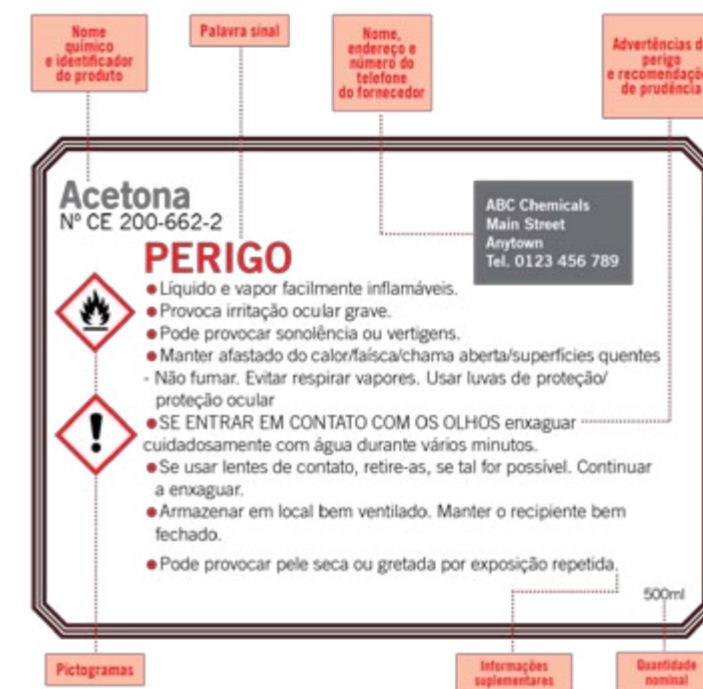 Nome
químico
e identificador
do produto
Palavra sinal
Nome,
endereço e
número do
telefone
do fornecedor
Advertências d
perigo
e recomendaçõ
de prudência
Acetona
Nº CE 200-662-2
ABC Chemicals
Main Street
Anytown
Tel. 0123 456 789
PERIGO
• Líquido e vapor facilmente inflamáveis.
• Provoca irritação ocular grave.
• Pode provocar sonolência ou vertigens.
• Manter afastado do calor/faísca/chama aberta/superfícies quentes
- Não fumar. Evitar respirar vapores. Usar luvas de proteção/
proteção ocular
• SE ENTRAR EM CONTATO COM OS OLHOS enxaguar
cuidadosamente com água durante vários minutos.
• Se usar lentes de contato, retire-as, se tal for possível. Continuar
a enxaguar.
• Armazenar em local bem ventilado. Manter o recipiente bem
fechado.
• Pode provocar pele seca ou gretada por exposição repetida.
500ml
Pictogramas
Informações
suplementares
Quantidade
nominal